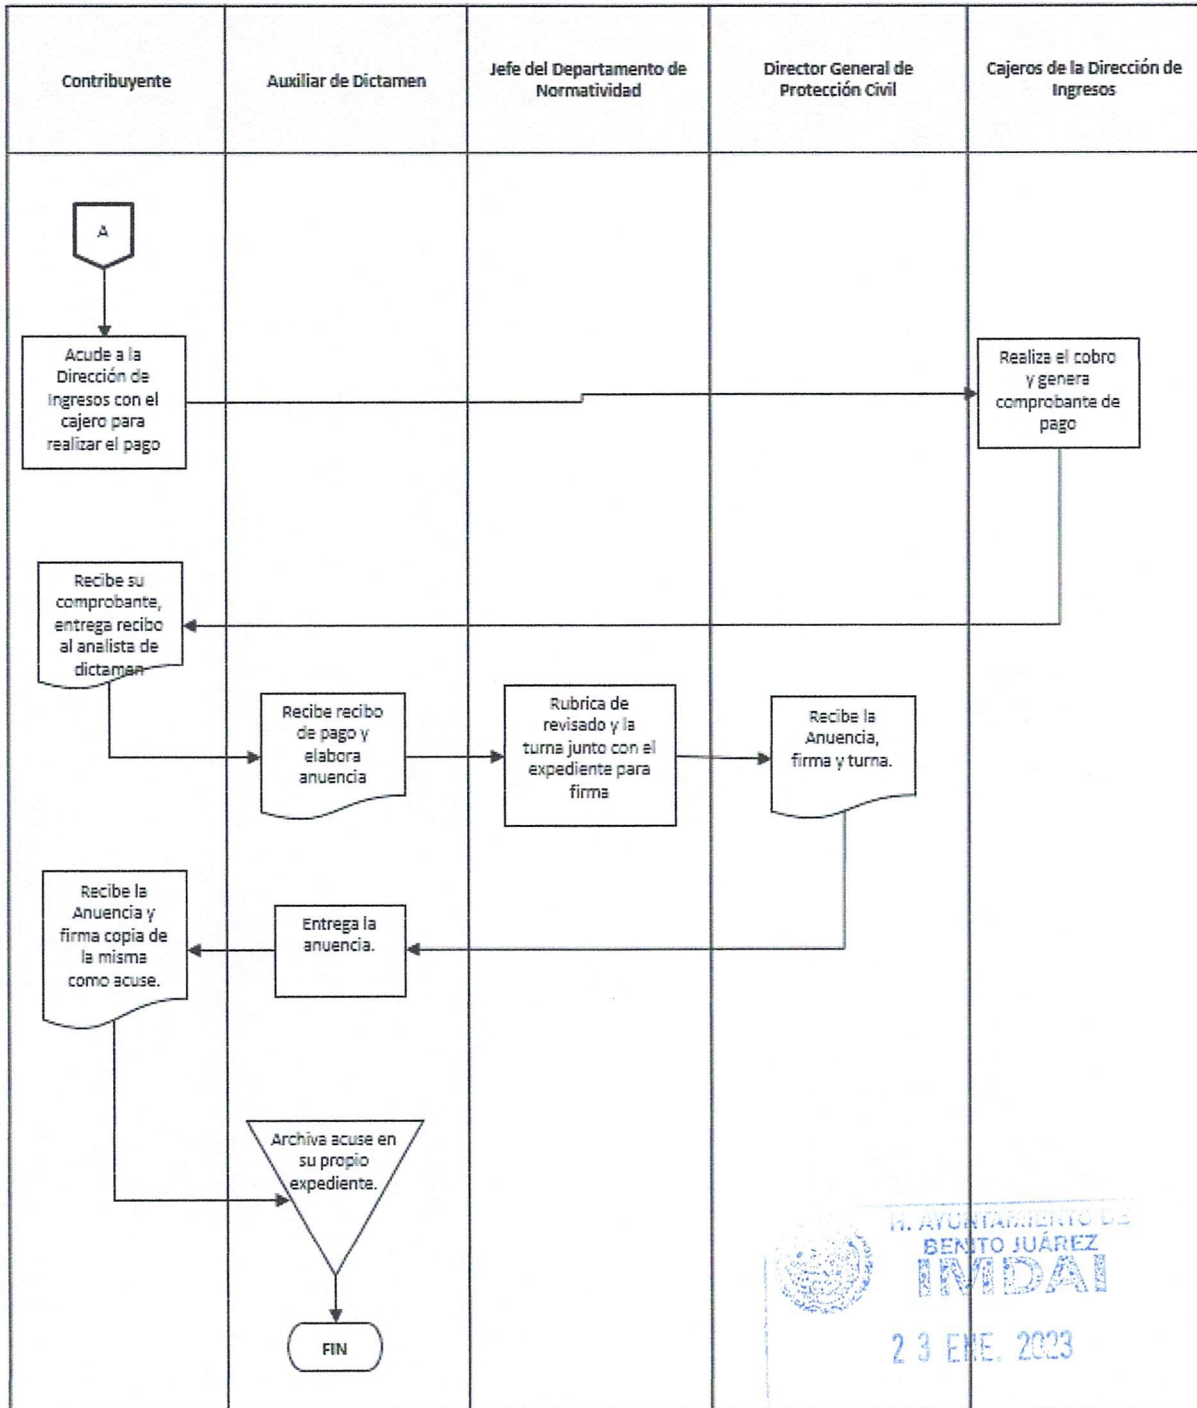 Contribuyente
Auxiliar de Dictamen
Jefe del Departamento de
Normatividad
Director General de
Protección Civil
Cajeros de la Dirección de
Ingresos
A
Acude a la
Dirección de
Ingresos con el
cajero para
realizar el pago
Realiza el cobro
y genera
comprobante de
pago
Recibe su
comprobante,
entrega recibo
al analista de
dictamen
Recibe recibo
de pago y
elabora
anuencia
Rubrica de
revisado y la
turna junto con el
expediente para
firma
Recibe la
Anuencia,
firma y turna.
Recibe la
Anuencia y
firma copia de
la misma
como acuse.
Entrega la
anuencia.
Archiva acuse en
su propio
expediente.
FIN
H. AYUNTAMIENTO DE
BENITO JUÁREZ
IMDAI
23 ENE. 2023